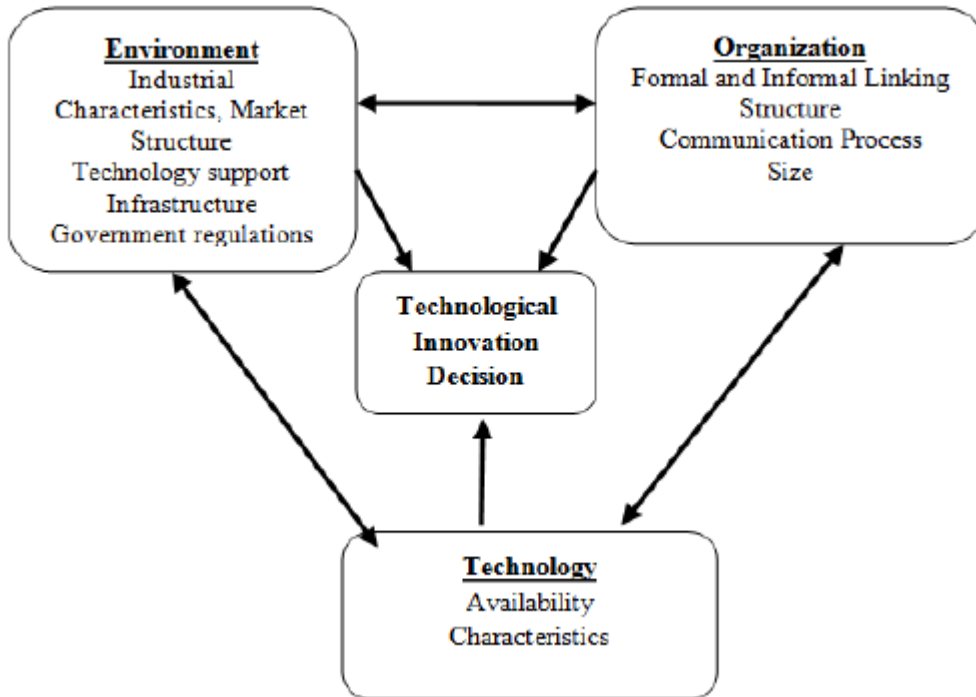 Environment
Industrial
Characteristics, Market
Structure
Technology support
Infrastructure
Government regulations
Organization
Formal and Informal Linking
Structure
Communication Process
Size
Technological
Innovation
Decision
Technology
Availability
Characteristics